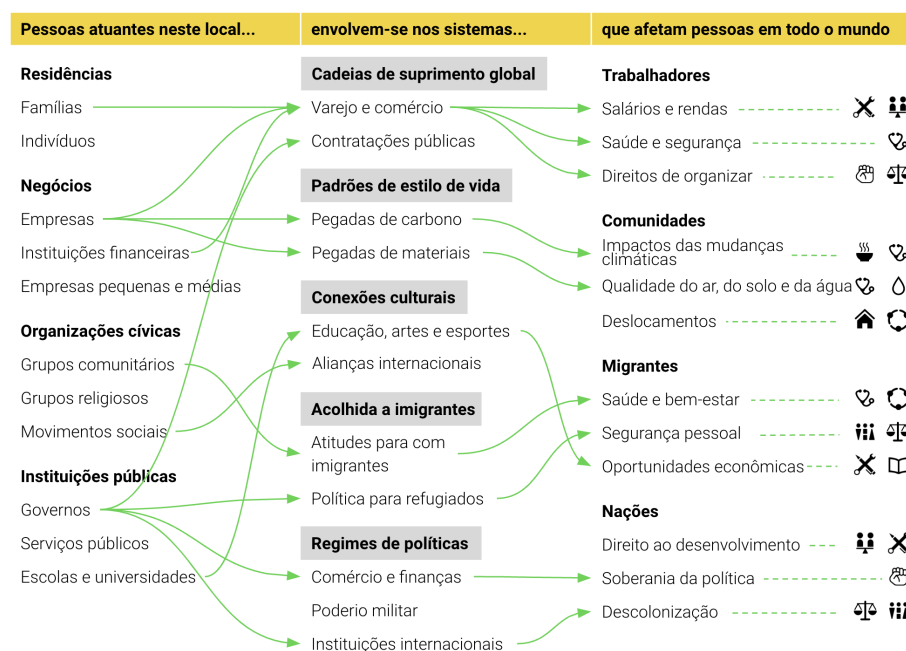 Pessoas atuantes neste local...
Residências
Famílias
Indivíduos
Negócios
Empresas
Instituições financeiras
Empresas pequenas e médias
Organizações cívicas
Grupos comunitários
Grupos religiosos
Movimentos sociais
Instituições públicas
Governos
Serviços públicos
Escolas e universidades
envolvem-se nos sistemas...
Cadeias de suprimento global
Varejo e comércio
Contratações públicas
Padrões de estilo de vida
Pegadas de carbono
Pegadas de materiais
Conexões culturais
Educação, artes e esportes
Alianças internacionais
Acolhida a imigrantes
Atitudes para com
imigrantes
Política para refugiados
Regimes de políticas
Comércio e finanças
Poderio militar
Instituições internacionais
que afetam pessoas em todo o mundo
Trabalhadores
Salários e rendas
Saúde e segurança
Direitos de organizar
Comunidades
Impactos das mudanças
climáticas
Qualidade do ar, do solo e da água
Deslocamentos
Migrantes
Saúde e bem-estar
Segurança pessoal
Oportunidades econômicas
Nações
Direito ao desenvolvimento
Soberania da política
Descolonização